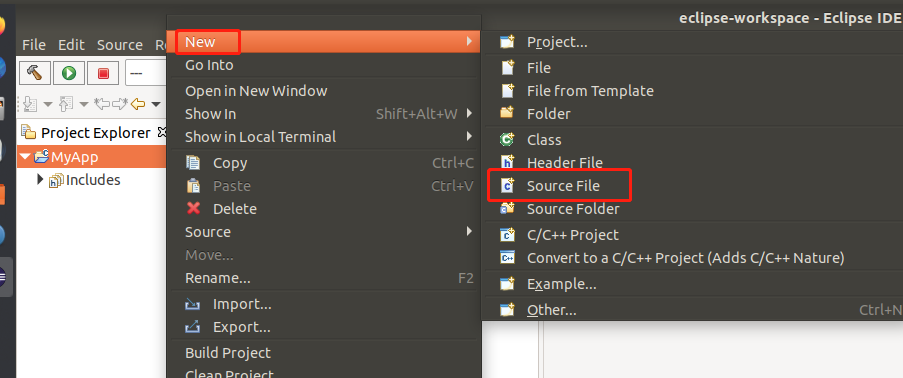 eclipse-workspace - Eclipse IDE
File Edit Source
---
Project Explorer
MyApp
Includes
New
Go Into
Open in New Window
Show In Shift+Alt+W
Show in Local Terminal
Copy Ctrl+C
Paste Ctrl+V
Delete
Source
Move...
Rename... F2
Import...
Export...
Build Project
Clean Project
Project...
File
File from Template
Folder
Class
Header File
Source File
Source Folder
C/C++ Project
Convert to a C/C++ Project (Adds C/C++ Nature)
Example...
Other... Ctrl+N